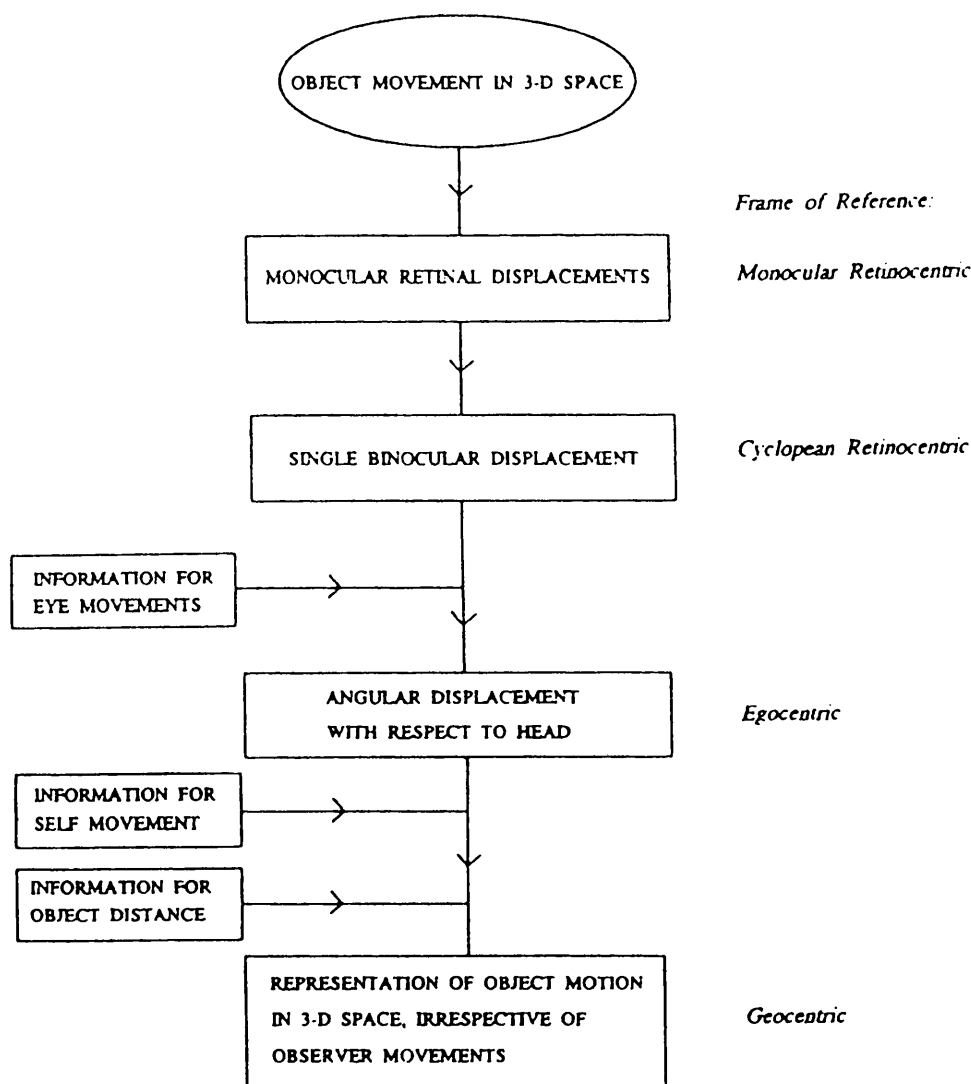 OBJECT MOVEMENT IN 3-D SPACE
Frame of Reference:
MONOCULAR RETINAL DISPLACEMENTS
Monocular Retinocentric
SINGLE BINOCULAR DISPLACEMENT
Cyclopean Retinocentric
INFORMATION FOR
EYE MOVEMENTS
ANGULAR DISPLACEMENT
WITH RESPECT TO HEAD
Egocentric
INFORMATION FOR
SELF MOVEMENT
INFORMATION FOR
OBJECT DISTANCE
REPRESENTATION OF OBJECT MOTION
IN 3-D SPACE, IRRESPECTIVE OF
OBSERVER MOVEMENTS
Geocentric